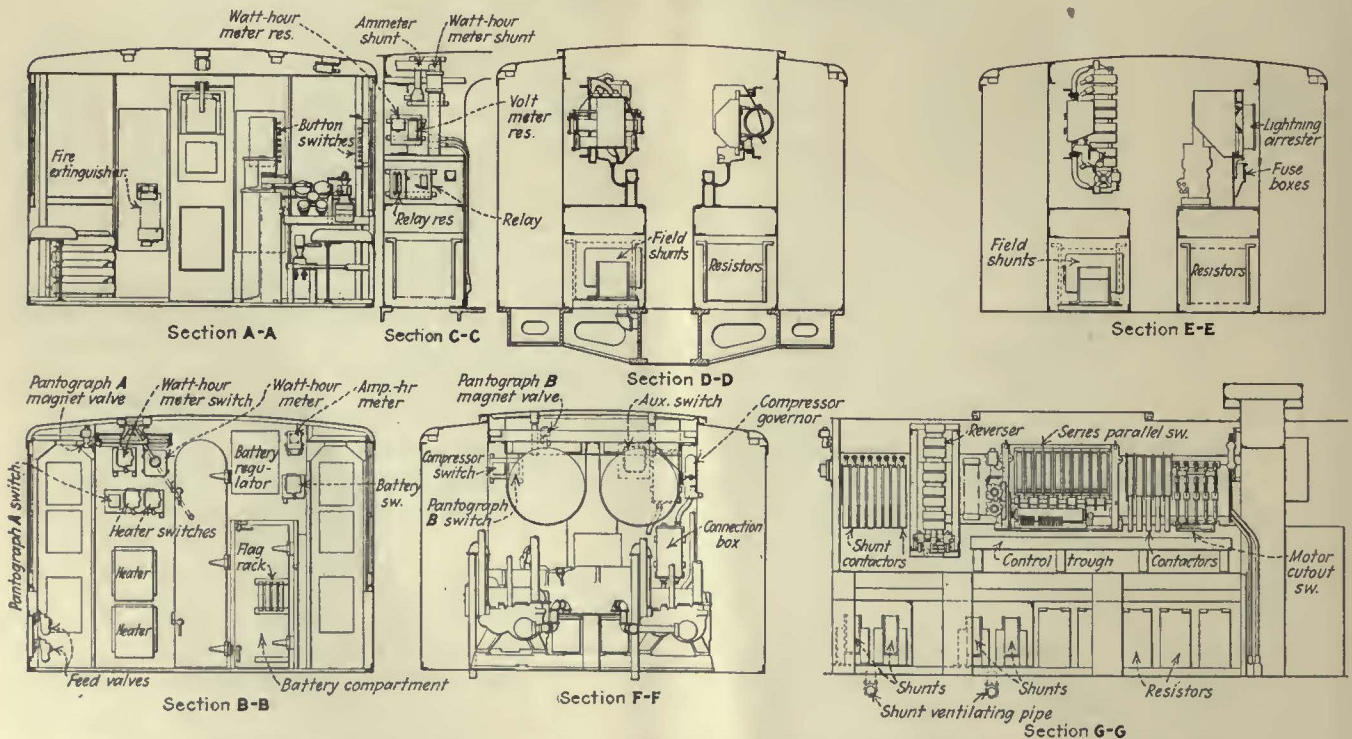 Watt-hour
meter res.
Ammeter
shunt
Watt-hour
meter shunt
Volt
meter
res.
Button
switches
Fire
extinguisher
Relay res
Relay
Section A-A
Section C-C
Field
shunts
Resistors
Section D-D
Lightning
arrester
Fuse
boxes
Field
shunts
Resistors
Section E-E
Pantograph A
magnet valve
Watt-hour
meter switch
Watt-hour
meter
Amp.-hr
meter
Pantograph A switch
Battery regu-
lator
Battery
sw.
Heater switches
Flag
rack
Heater
Heater
Feed valves
Battery compartment
Section B-B
Pantograph B
magnet valve
Aux. switch
Compressor
governor
Compressor
switch
Pantograph
B switch
Connection
box
Section F-F
Reverser
Series parallel sw.
Shunt
contactors
Control trough
Contactors
Motor
cutout
sw.
Shunts
Shunts
Resistors
Shunt ventilating pipe
Section G-G